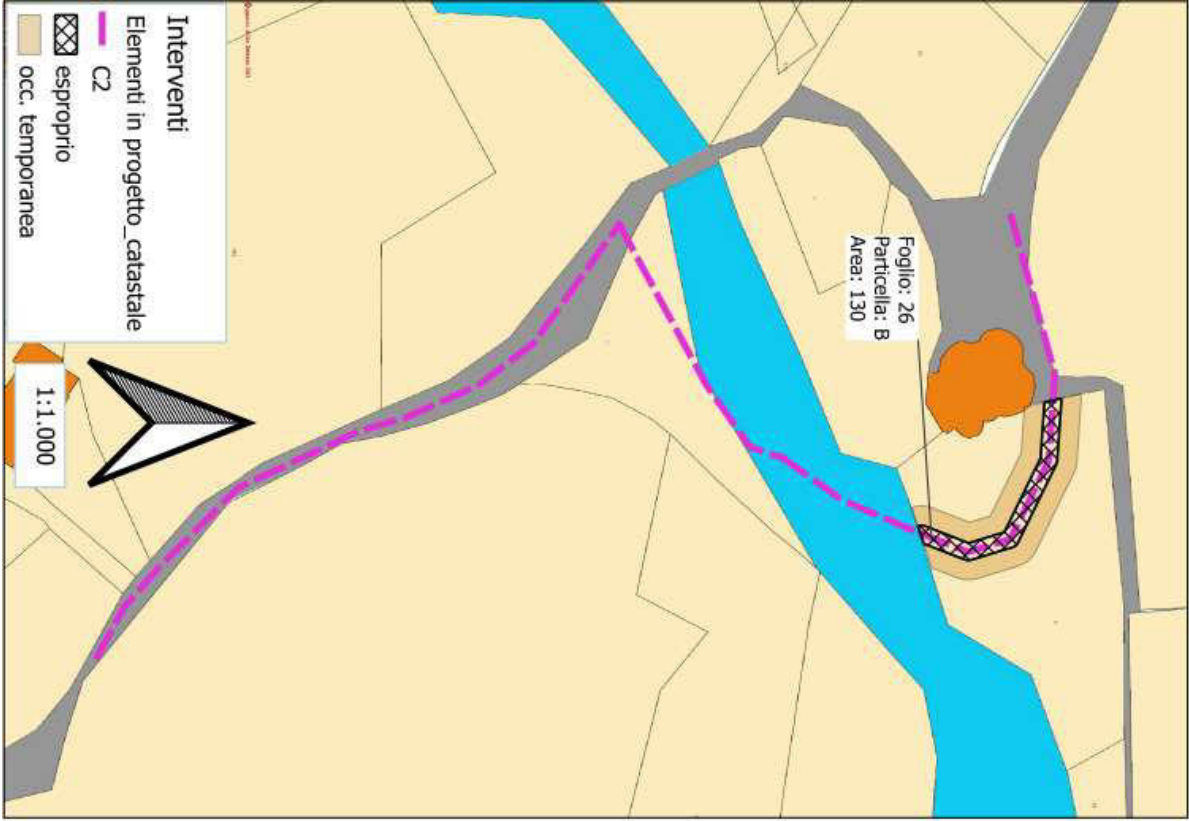 Foglio: 26
Particella: B
Area: 130
Interventi
Elementi in progetto_catastale
C2
esproprio
occ. temporanea
1:1.000